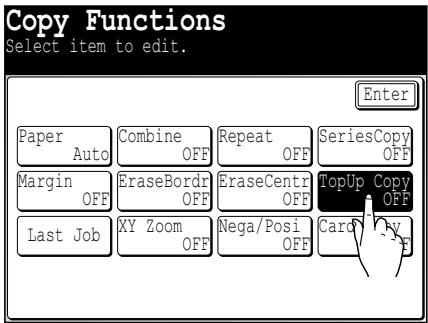 Copy Functions
Select item to edit.
Enter
Paper Combine Repeat SeriesCopy
Auto OFF OFF OFF
Margin EraseBordr EraseCentr TopUp Copy
OFF OFF OFF OFF
Last Job XY Zoom Nega/Posi
OFF OFF